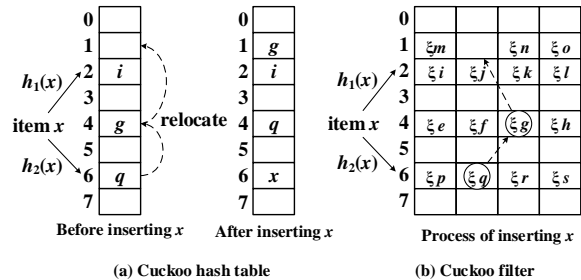 0
1
2
3
4
5
6
7
h₁(x)
item x
h₂(x)
i
g
q
relocate
Before inserting x
0
1
2
3
4
5
6
7
g
i
q
x
After inserting x
0
1 ξm ξn ξo
2 ξi ξj ξk ξl
3
4 ξe ξf ξg ξh
5
6 ξp ξq ξr ξs
7
h₁(x)
item x
h₂(x)
Process of inserting x
(a) Cuckoo hash table
(b) Cuckoo filter